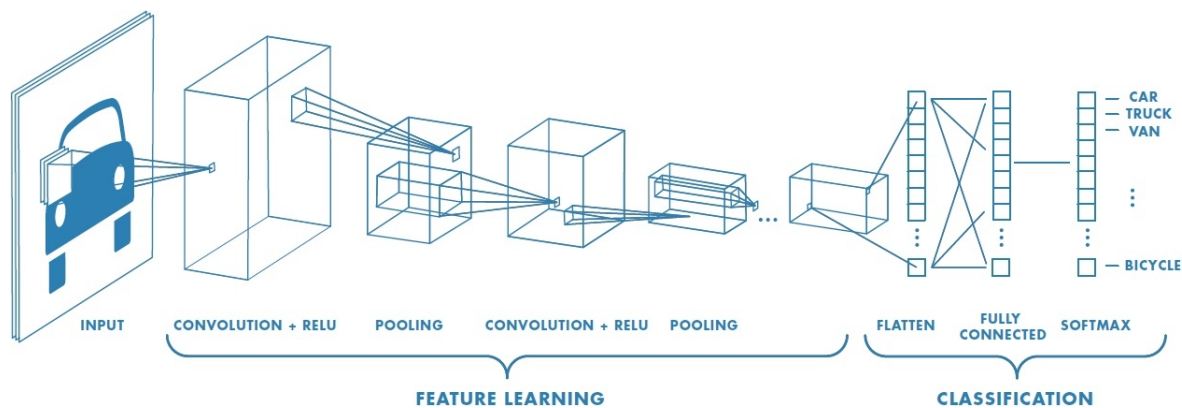 CAR
TRUCK
VAN
BICYCLE
INPUT
CONVOLUTION + RELU
POOLING
CONVOLUTION + RELU
POOLING
FLATTEN
FULLY
CONNECTED
SOFTMAX
FEATURE LEARNING
CLASSIFICATION